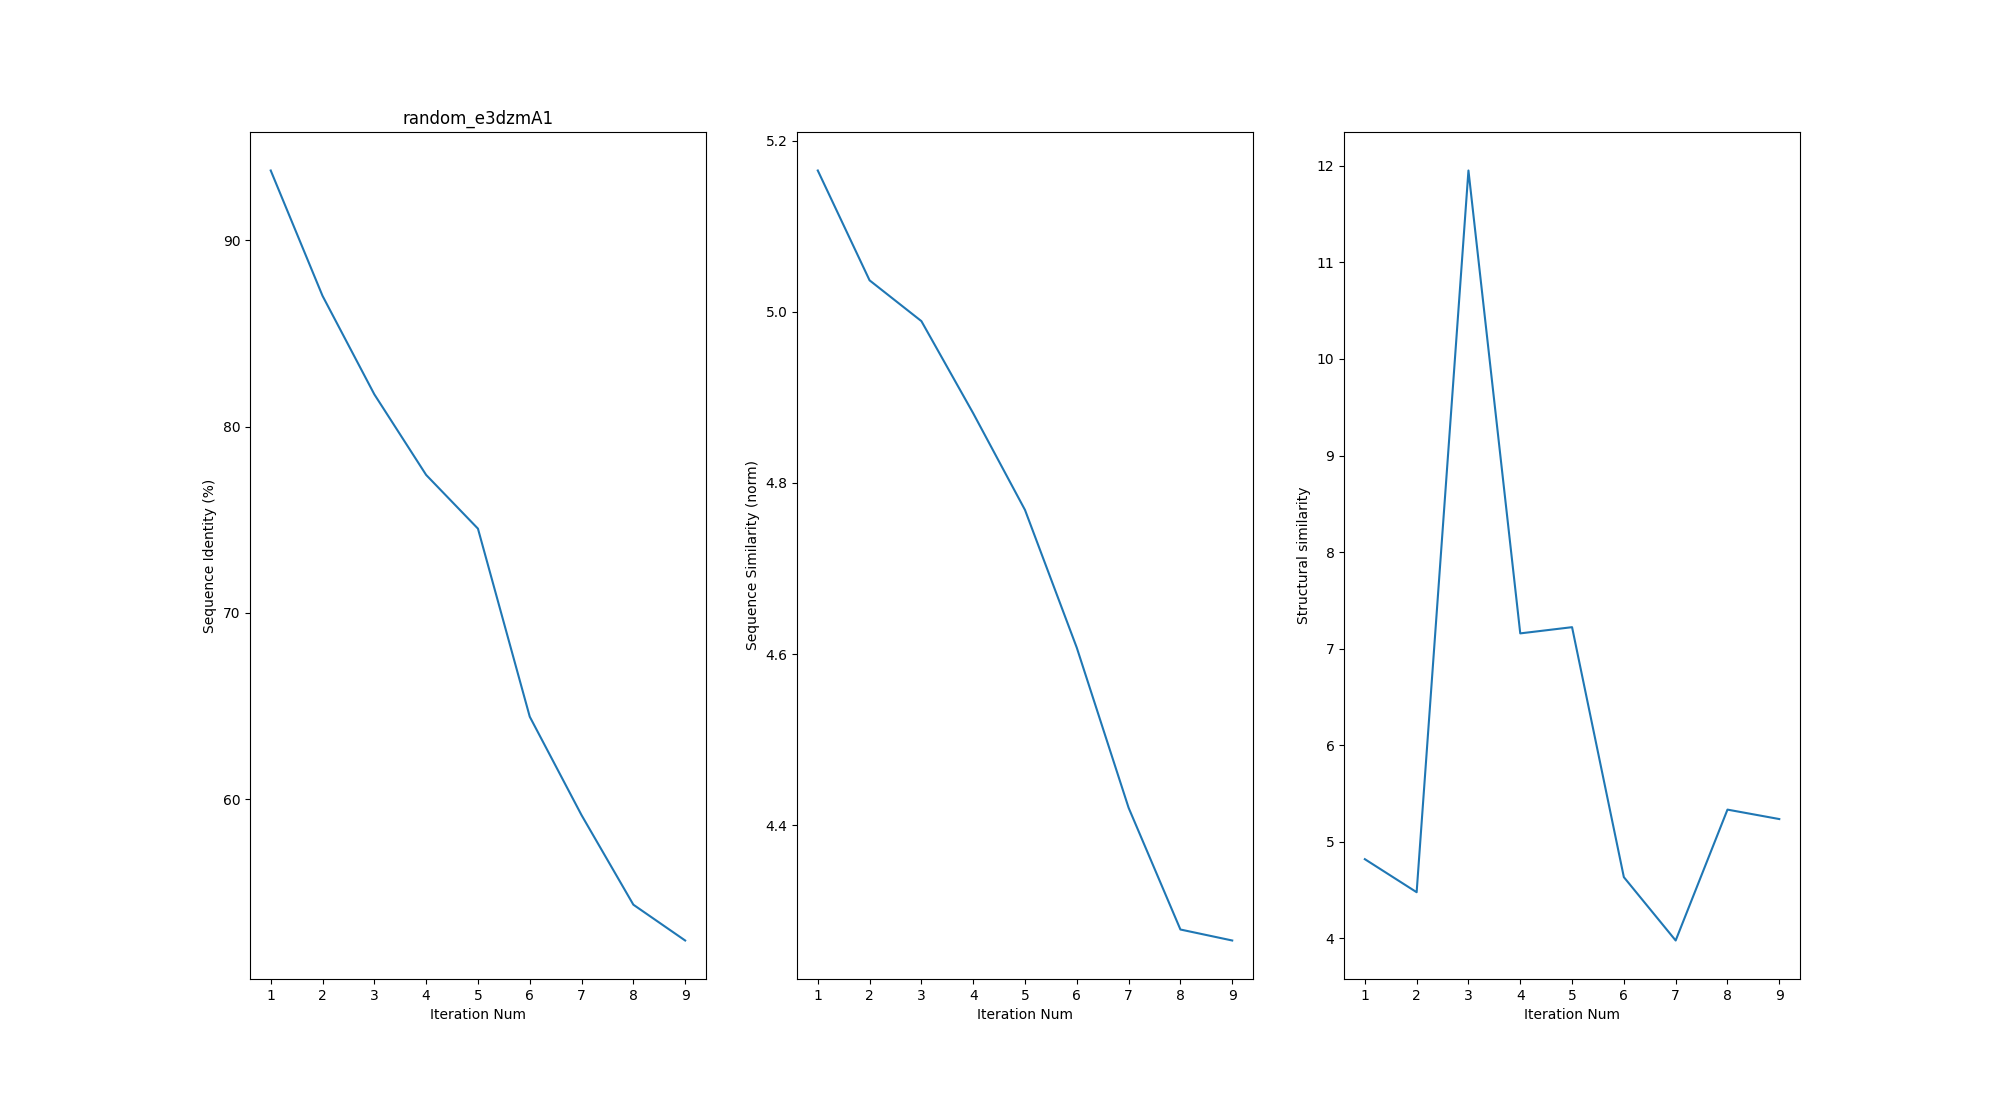 random_e3dzmA1
Sequence Identity (%)
90
80
70
60
1 2 3 4 5 6 7 8 9
Iteration Num
Sequence Similarity (norm)
5.2
5.0
4.8
4.6
4.4
1 2 3 4 5 6 7 8 9
Iteration Num
Structural similarity
12
11
10
9
8
7
6
5
4
1 2 3 4 5 6 7 8 9
Iteration Num